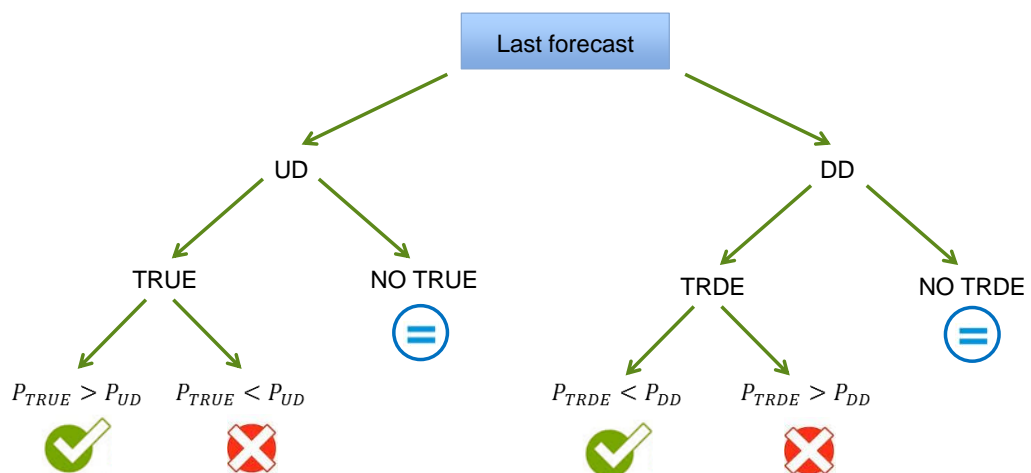 Last forecast
UD DD
TRUE NO TRUE TRDE NO TRDE
P_TRUE > P_UD P_TRUE < P_UD P_TRDE < P_DD P_TRDE > P_DD